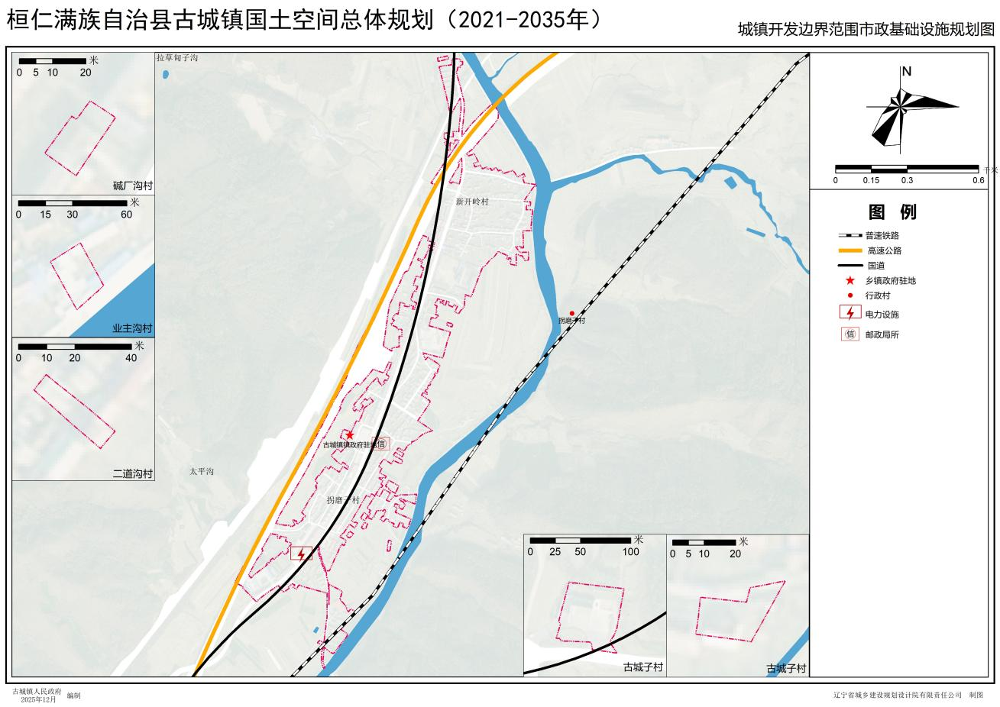 桓仁满族自治县古城镇国土空间总体规划（2021-2035年）
城镇开发边界范围市政基础设施规划图
米
0 5 10 20
碱厂沟村
米
0 15 30 60
业主沟村
米
0 10 20 40
二道沟村
拉草甸子沟
新开岭村
拐磨子村
古城镇镇政府驻地
信
太平沟
拐磨子村
米
0 25 50 100
古城子村
米
0 5 10 20
古城子村
N
千米
0 0.15 0.3 0.6
图 例
普速铁路
高速公路
国道
乡镇政府驻地
行政村
电力设施
信 邮政局所
古城镇人民政府
2025年12月 编制
辽宁省城乡建设规划设计院有限责任公司 制图